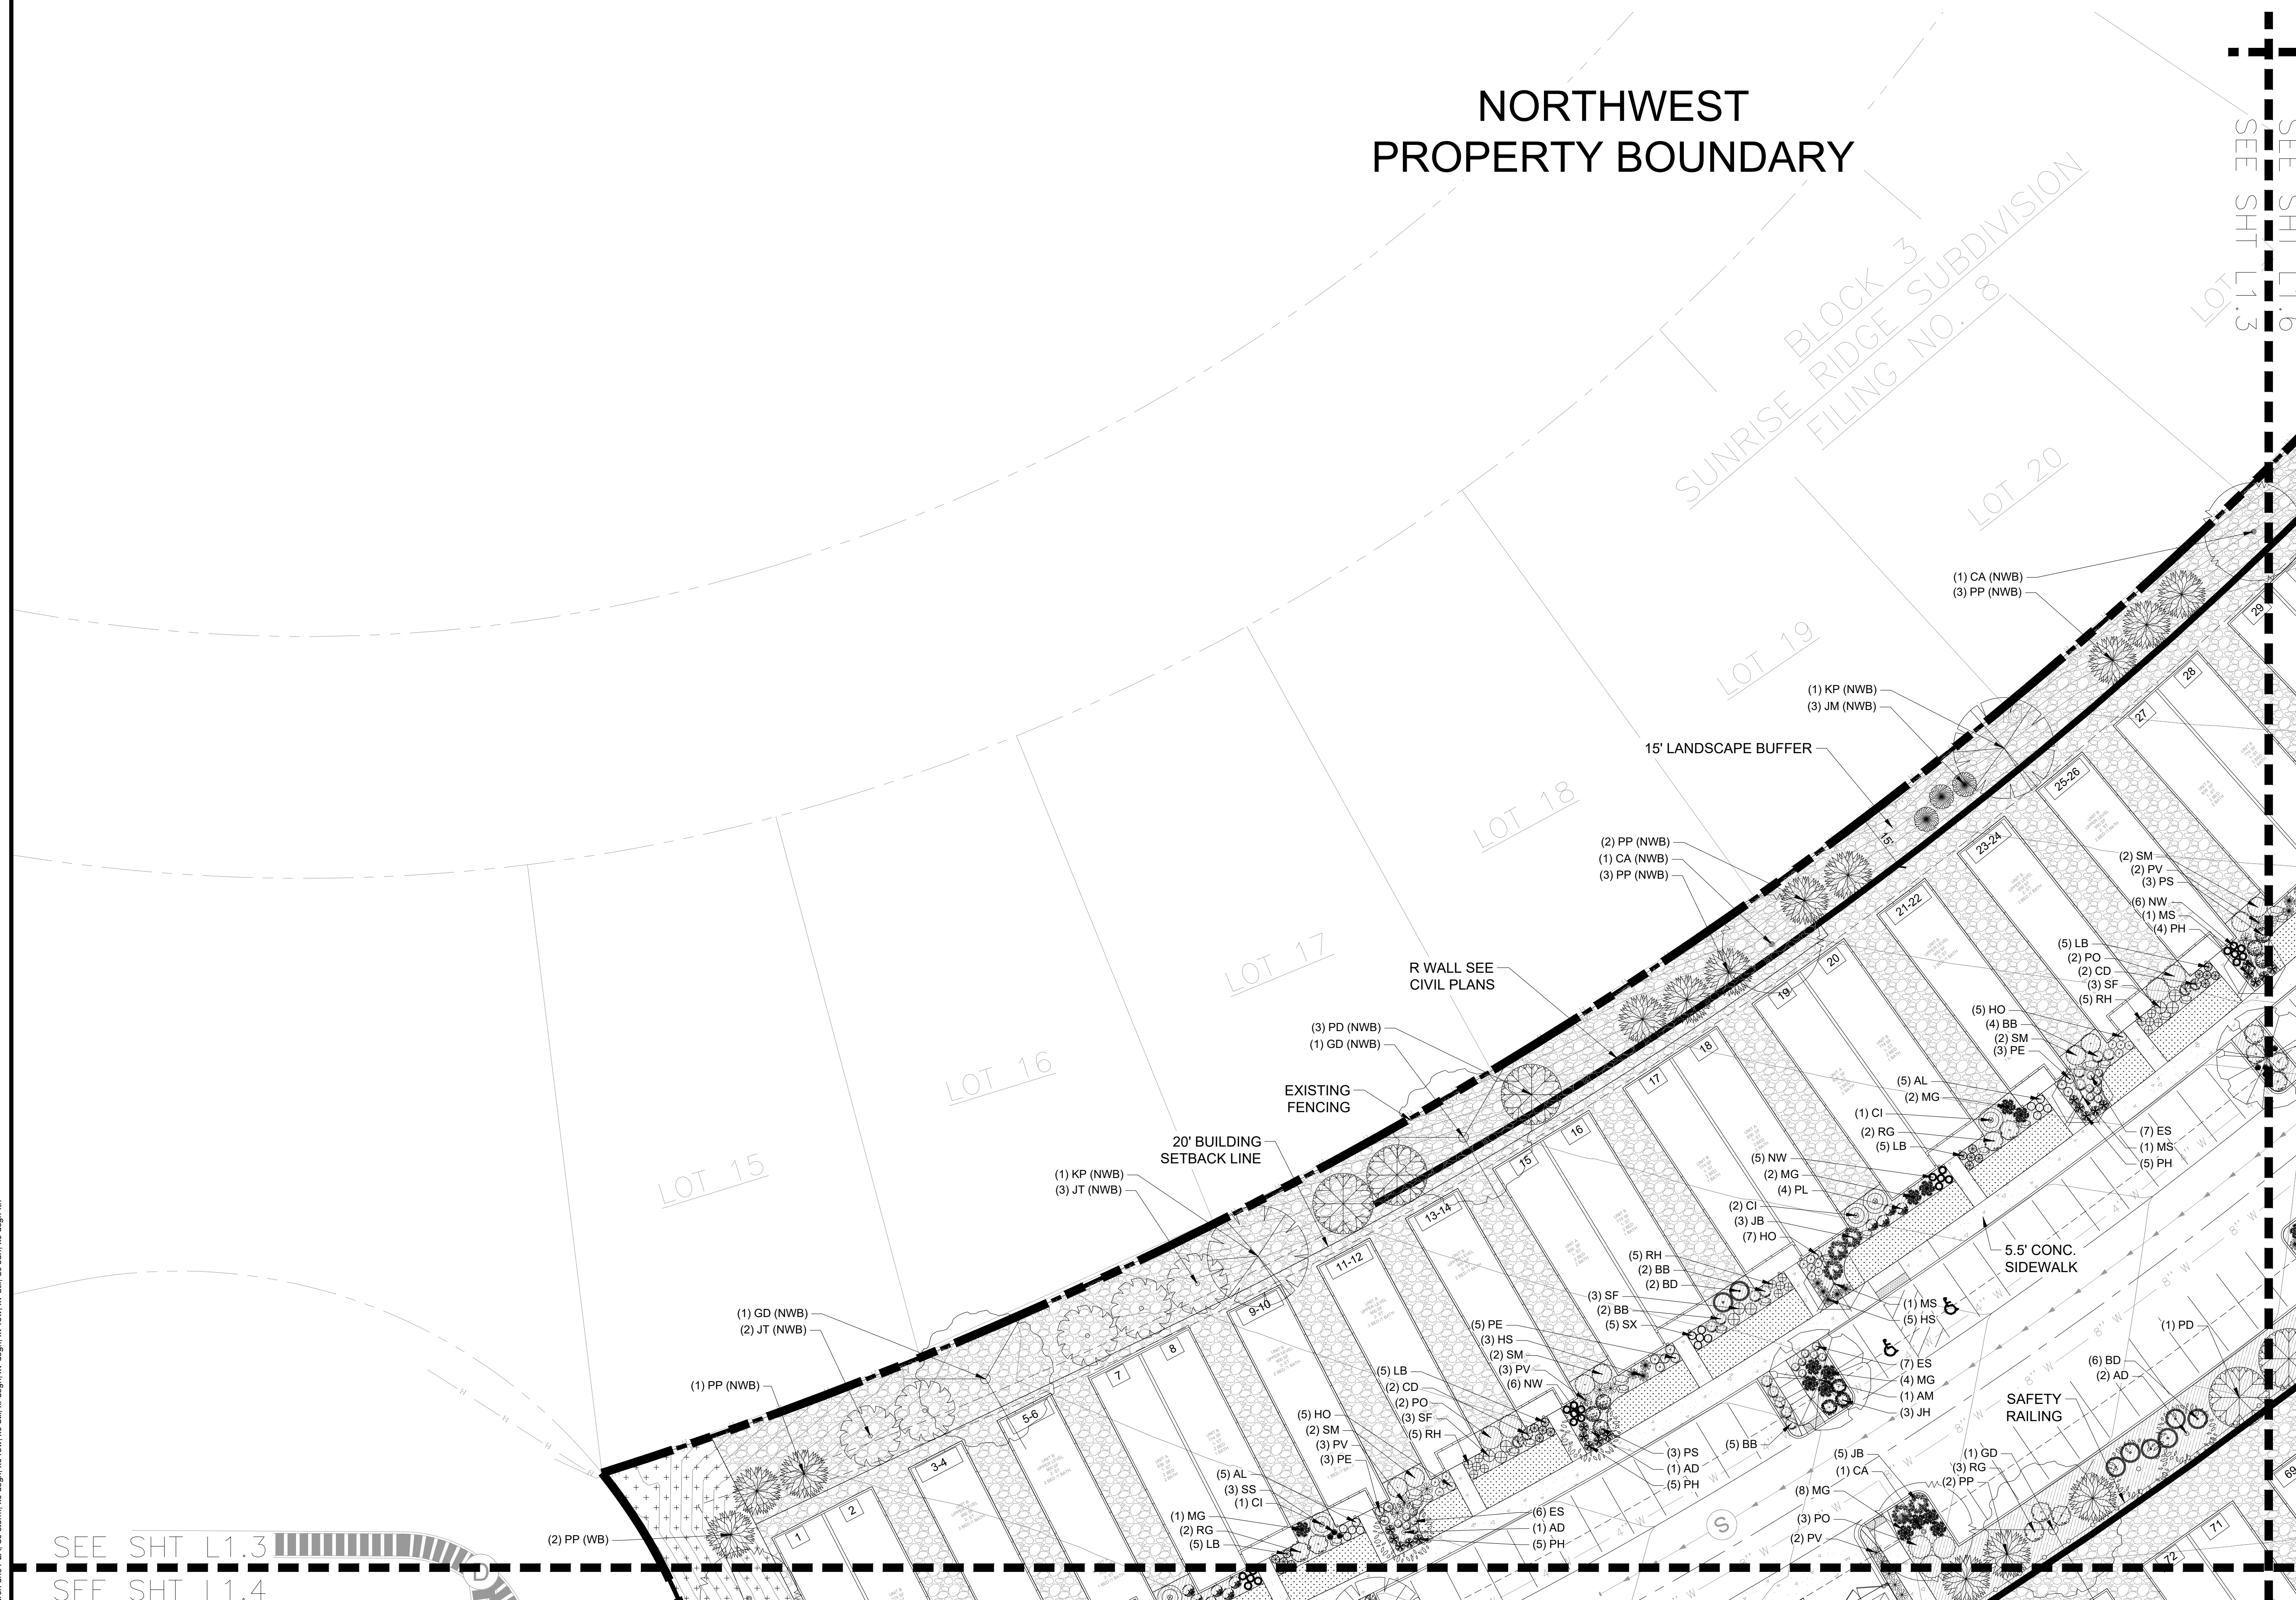 NORTHWEST
PROPERTY BOUNDARY
SEE SHT L1.3
SEE SHT L1.6
BLOCK 3
SUNRISE RIDGE SUBDIVISION
FILING NO. 8
LOT
LOT 20
LOT 19
LOT 18
LOT 17
LOT 16
LOT 15
(1) CA (NWB)
(3) PP (NWB)
(1) KP (NWB)
(3) JM (NWB)
15' LANDSCAPE BUFFER
15'
(2) PP (NWB)
(1) CA (NWB)
(3) PP (NWB)
R WALL SEE
CIVIL PLANS
(3) PD (NWB)
(1) GD (NWB)
EXISTING
FENCING
20' BUILDING
SETBACK LINE
(1) KP (NWB)
(3) JT (NWB)
(1) GD (NWB)
(2) JT (NWB)
(1) PP (NWB)
(2) PP (WB)
29
28
27
25-26
23-24
21-22
20
19
18
17
16
15
13-14
11-12
9-10
8
7
5-6
3-4
2
1
(2) SM
(2) PV
(3) PS
(6) NW
(1) MS
(4) PH
(5) LB
(2) PO
(2) CD
(3) SF
(5) RH
(5) HO
(4) BB
(2) SM
(3) PE
(7) ES
(1) MS
(5) PH
(5) AL
(2) MG
(1) CI
(2) RG
(5) LB
(5) NW
(2) MG
(4) PL
(2) CI
(3) JB
(7) HO
5.5' CONC.
SIDEWALK
(1) MS
(5) HS
(5) RH
(2) BB
(2) BD
(3) SF
(2) BB
(5) SX
(7) ES
(4) MG
(1) AM
(3) JH
(5) BB
(5) PE
(3) HS
(2) SM
(3) PV
(6) NW
(3) PS
(1) AD
(5) PH
(5) LB
(2) CD
(2) PO
(3) SF
(5) RH
(5) HO
(2) SM
(3) PV
(3) PE
(6) ES
(1) AD
(5) PH
(5) AL
(3) SS
(1) CI
(1) MG
(2) RG
(5) LB
(1) PD
(6) BD
(2) AD
SAFETY
RAILING
(5) JB
(1) CA
(8) MG
(3) PO
(2) PV
(1) GD
(3) RG
(2) PP
69
71
72
S
D
4" W
8" W
8" W
8" W
4" W
SEE SHT L1.3
SEE SHT L1.4